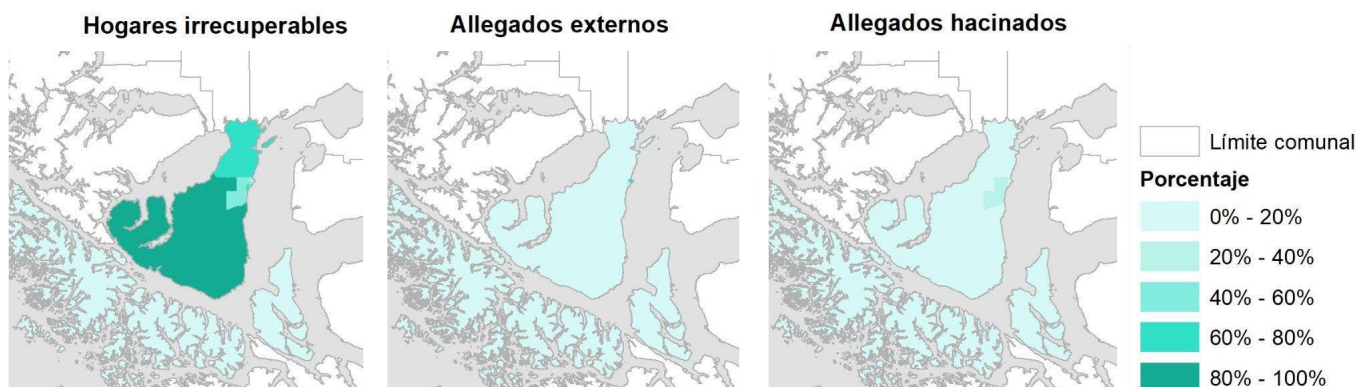 Hogares irrecuperables
Allegados externos
Allegados hacinados
Límite comunal
Porcentaje
0% - 20%
20% - 40%
40% - 60%
60% - 80%
80% - 100%